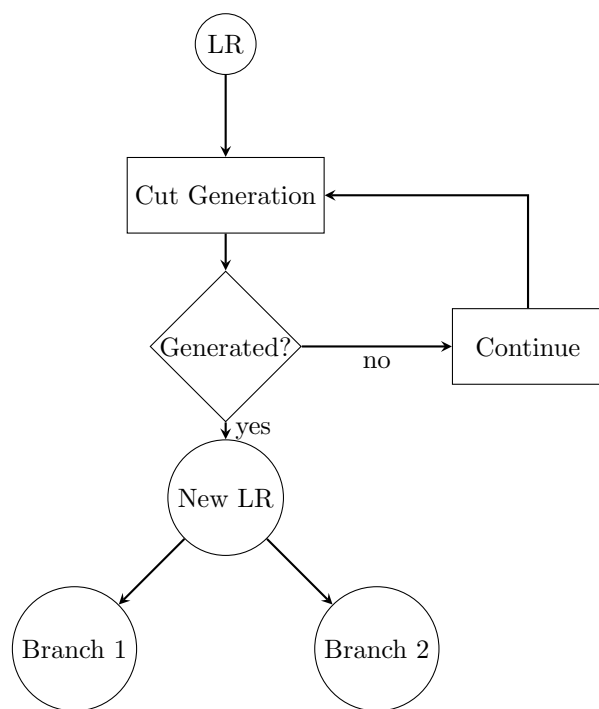 LR
Cut Generation
Generated?
no
Continue
yes
New LR
Branch 1
Branch 2